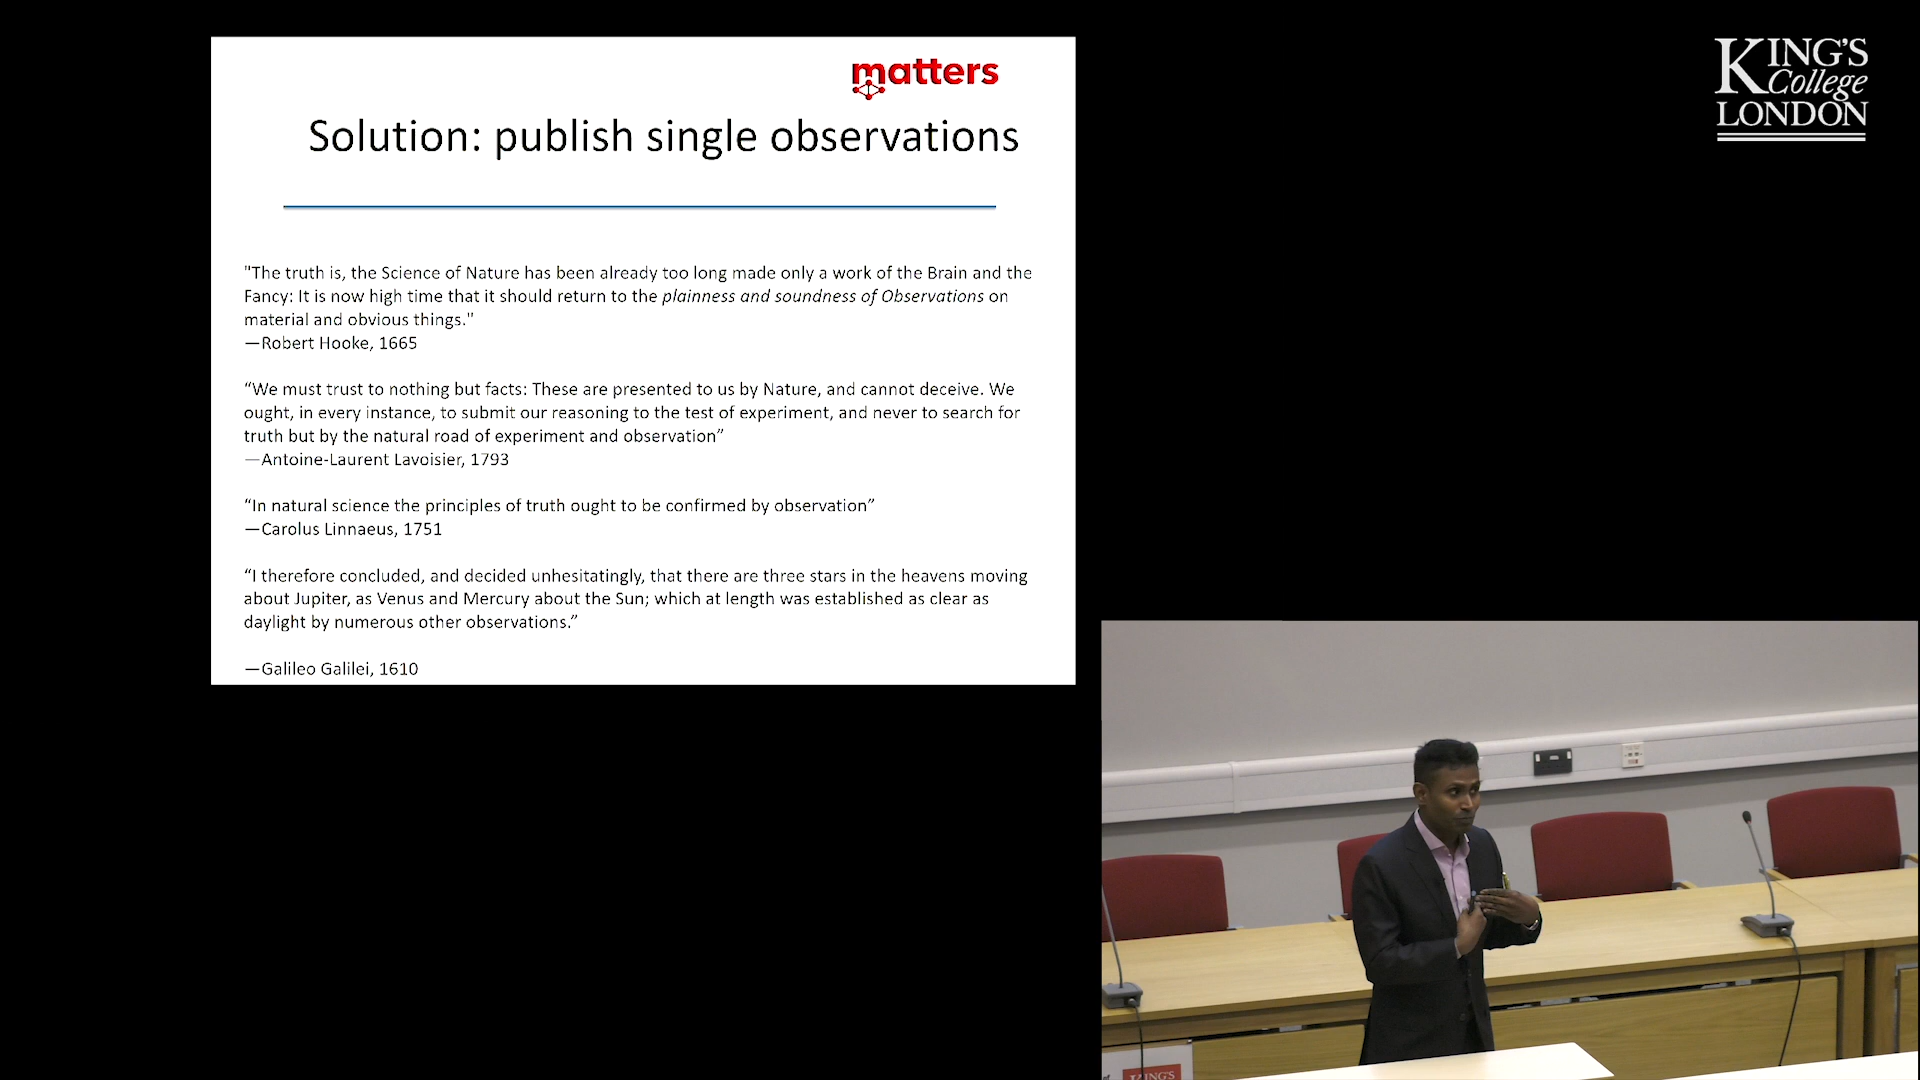 matters
Solution: publish single observations
"The truth is, the Science of Nature has been already too long made only a work of the Brain and the
Fancy: It is now high time that it should return to the plainness and soundness of Observations on
material and obvious things."
—Robert Hooke, 1665
“We must trust to nothing but facts: These are presented to us by Nature, and cannot deceive. We
ought, in every instance, to submit our reasoning to the test of experiment, and never to search for
truth but by the natural road of experiment and observation”
—Antoine-Laurent Lavoisier, 1793
“In natural science the principles of truth ought to be confirmed by observation”
—Carolus Linnaeus, 1751
“I therefore concluded, and decided unhesitatingly, that there are three stars in the heavens moving
about Jupiter, as Venus and Mercury about the Sun; which at length was established as clear as
daylight by numerous other observations.”
—Galileo Galilei, 1610
KING'S
College
LONDON
KING'S